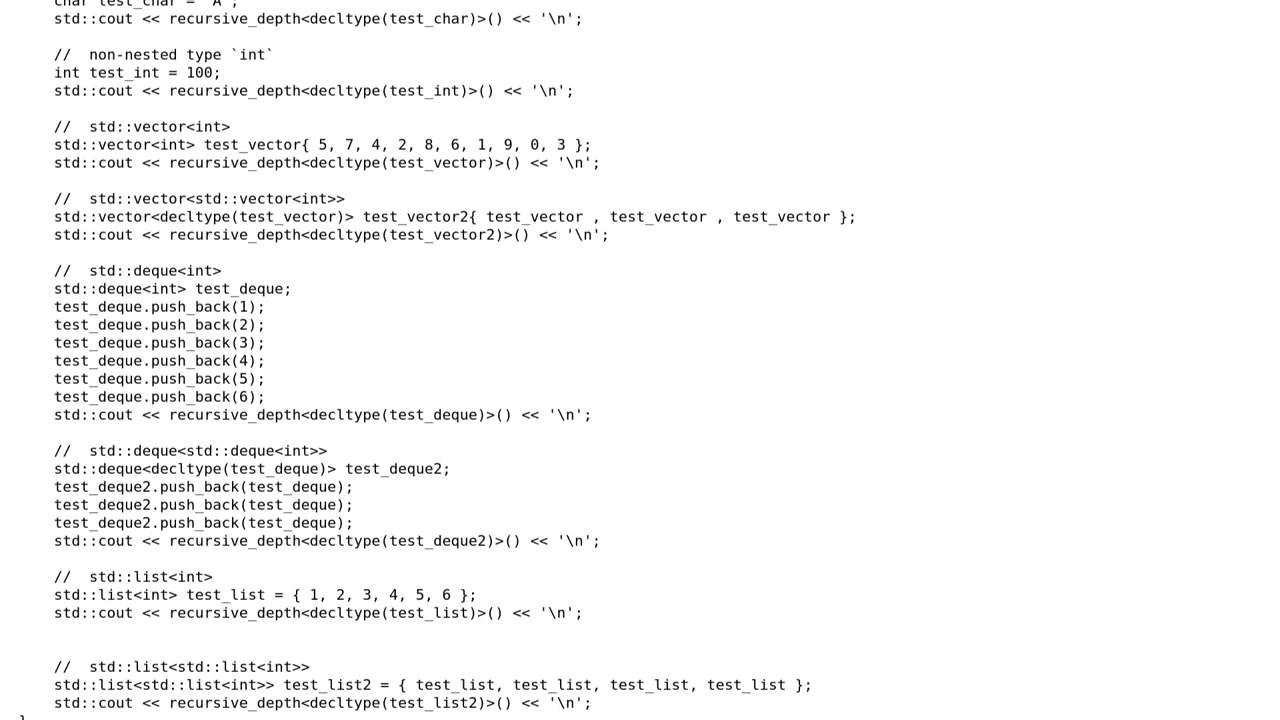 char test_char = 'A';
std::cout << recursive_depth<decltype(test_char)>() << '\n';
//  non-nested type `int`
int test_int = 100;
std::cout << recursive_depth<decltype(test_int)>() << '\n';
//  std::vector<int>
std::vector<int> test_vector{ 5, 7, 4, 2, 8, 6, 1, 9, 0, 3 };
std::cout << recursive_depth<decltype(test_vector)>() << '\n';
//  std::vector<std::vector<int>>
std::vector<decltype(test_vector)> test_vector2{ test_vector , test_vector , test_vector };
std::cout << recursive_depth<decltype(test_vector2)>() << '\n';
//  std::deque<int>
std::deque<int> test_deque;
test_deque.push_back(1);
test_deque.push_back(2);
test_deque.push_back(3);
test_deque.push_back(4);
test_deque.push_back(5);
test_deque.push_back(6);
std::cout << recursive_depth<decltype(test_deque)>() << '\n';
//  std::deque<std::deque<int>>
std::deque<decltype(test_deque)> test_deque2;
test_deque2.push_back(test_deque);
test_deque2.push_back(test_deque);
test_deque2.push_back(test_deque);
std::cout << recursive_depth<decltype(test_deque2)>() << '\n';
//  std::list<int>
std::list<int> test_list = { 1, 2, 3, 4, 5, 6 };
std::cout << recursive_depth<decltype(test_list)>() << '\n';
//  std::list<std::list<int>>
std::list<std::list<int>> test_list2 = { test_list, test_list, test_list, test_list };
std::cout << recursive_depth<decltype(test_list2)>() << '\n';
}